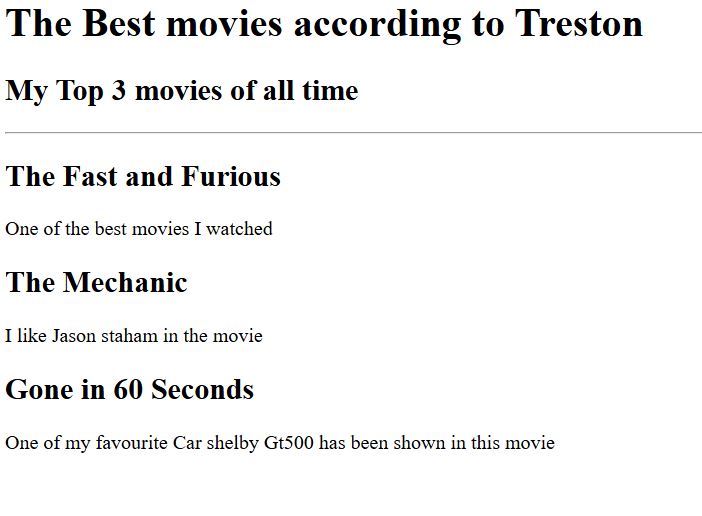 The Best movies according to Treston
My Top 3 movies of all time
The Fast and Furious
One of the best movies I watched
The Mechanic
I like Jason staham in the movie
Gone in 60 Seconds
One of my favourite Car shelby Gt500 has been shown in this movie